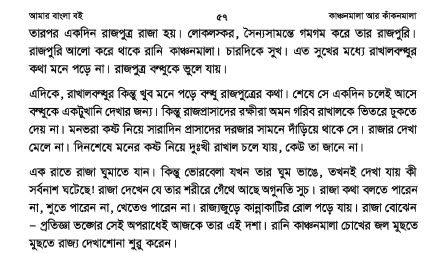 আমার বাংলা বই ৫৭ কাঞ্চনমালা আর কাঁকনমালা
তারপর একদিন রাজপুত্র রাজা হয়। লোকলস্কর, সৈন্যসামন্তে গমগম করে তার রাজপুরি।
রাজপুরি আলো করে থাকে রানি কাঞ্চনমালা। চারদিকে সুখ। এত সুখের মধ্যে রাখালবন্ধুর
কথা মনে পড়ে না। রাজপুত্র বন্ধুকে ভুলে যায়।
এদিকে, রাখালবন্ধুর কিন্তু খুব মনে পড়ে বন্ধু রাজপুত্রের কথা। শেষে সে একদিন চলেই আসে
বন্ধুকে একটুখানি দেখার জন্য। কিন্তু রাজপ্রাসাদের রক্ষীরা অমন গরিব রাখালকে ভিতরে ঢুকতে
দেয় না। মনভরা কষ্ট নিয়ে সারাদিন প্রাসাদের দরজার সামনে দাঁড়িয়ে থাকে সে। রাজার দেখা
মেলে না। দিনশেষে মনের কষ্ট নিয়ে দুঃখী রাখাল চলে যায়, কেউ তা জানে না।
এক রাতে রাজা ঘুমাতে যান। কিন্তু ভোরবেলা যখন তার ঘুম ভাঙে, তখনই দেখা যায় কী
সর্বনাশ ঘটেছে! রাজা দেখেন যে তার শরীরে গেঁথে আছে অগুনতি সুচ। রাজা কথা বলতে পারেন
না, শুতে পারেন না, খেতেও পারেন না। রাজ্যজুড়ে কান্নাকাটির রোল পড়ে যায়। রাজা বোঝেন
– প্রতিজ্ঞা ভঙ্গের সেই অপরাধেই আজকে তার এই দশা। রানি কাঞ্চনমালা চোখের জল মুছতে
মুছতে রাজ্য দেখাশোনা শুরু করেন।